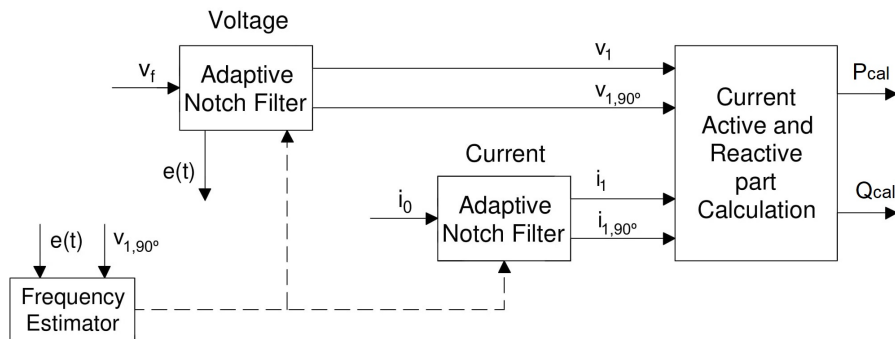 Voltage
v₁
v_f
Adaptive
Notch Filter
v₁,₉₀º
Pcal
Current
Active and
Reactive
part
Calculation
e(t)
Current
i₁
i₀
Adaptive
Notch Filter
i₁,₉₀º
Qcal
e(t)
v₁,₉₀º
Frequency
Estimator